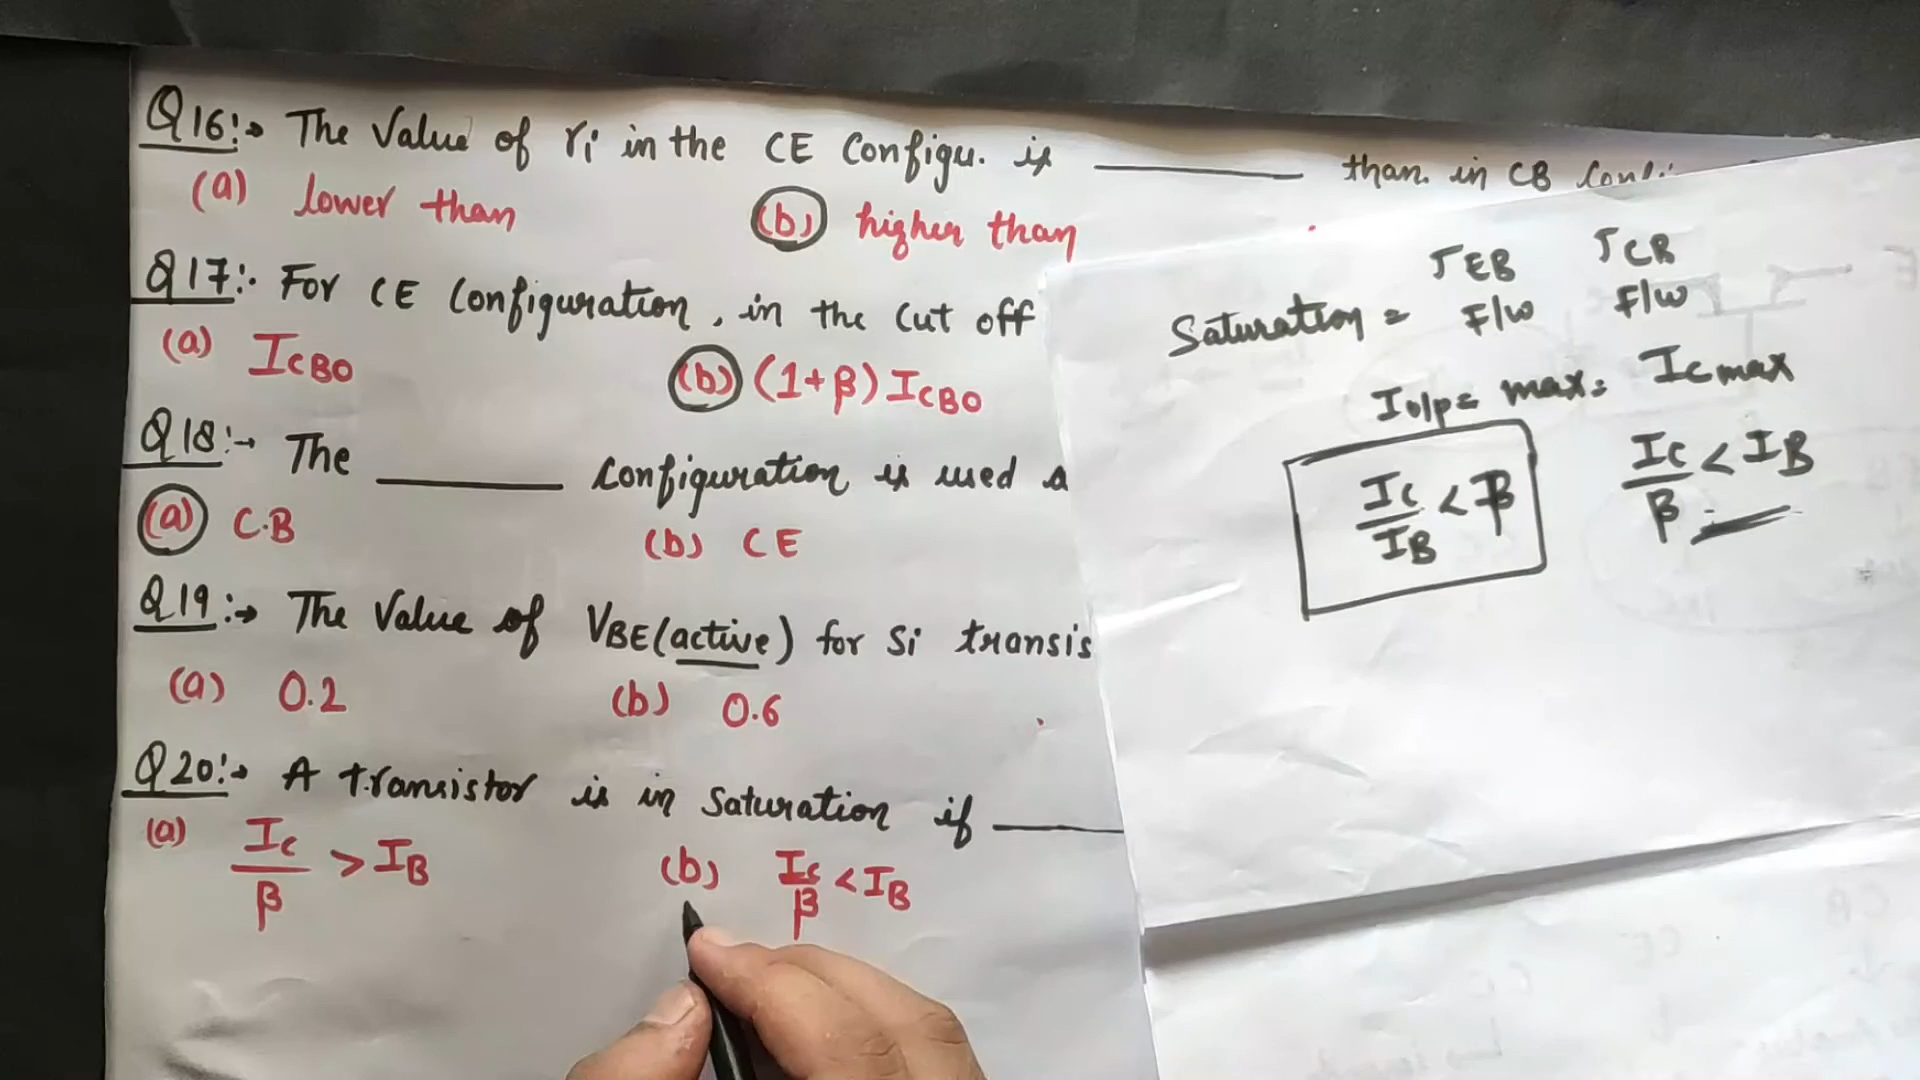 Q16:→ The Value of ri in the CE Configu. is ________ than in CB
(a) lower than (b) higher than
Q17:- For CE Configuration, in the cut off
(a) ICBO (b) (1+β) ICBO
Q18:→ The ________ Configuration is used a
(a) C.B (b) CE
Q19:→ The Value of VBE(active) for Si transis
(a) 0.2 (b) 0.6
Q20:→ A transistor is in Saturation if ________
(a) Ic/β > IB (b) Ic/β < IB
JEB JCB
Saturation = F/W F/W
Io/p = max = Icmax
Ic/IB < β Ic/β < IB